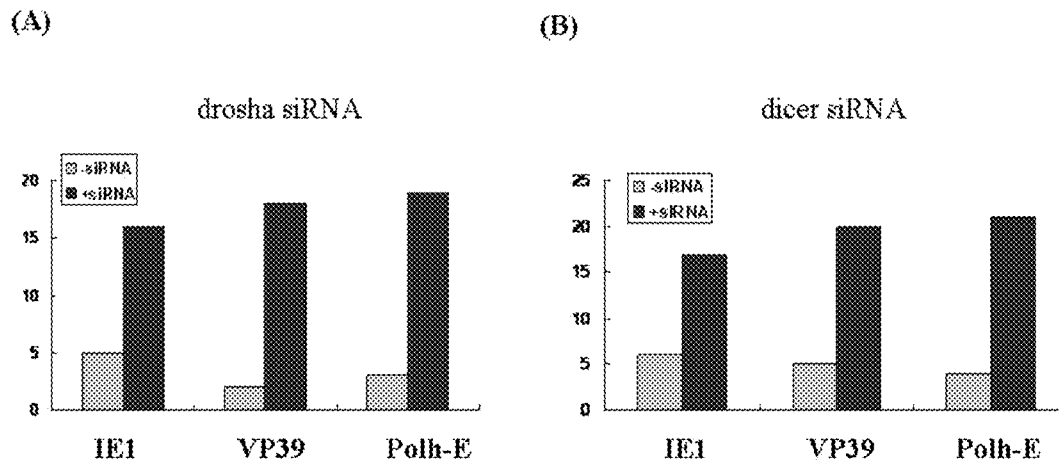 (A)
drosha siRNA
-siRNA
+siRNA
20
15
10
5
0
IE1 VP39 Polh-E
(B)
dicer siRNA
-siRNA
+siRNA
25
20
15
10
5
0
IE1 VP39 Polh-E